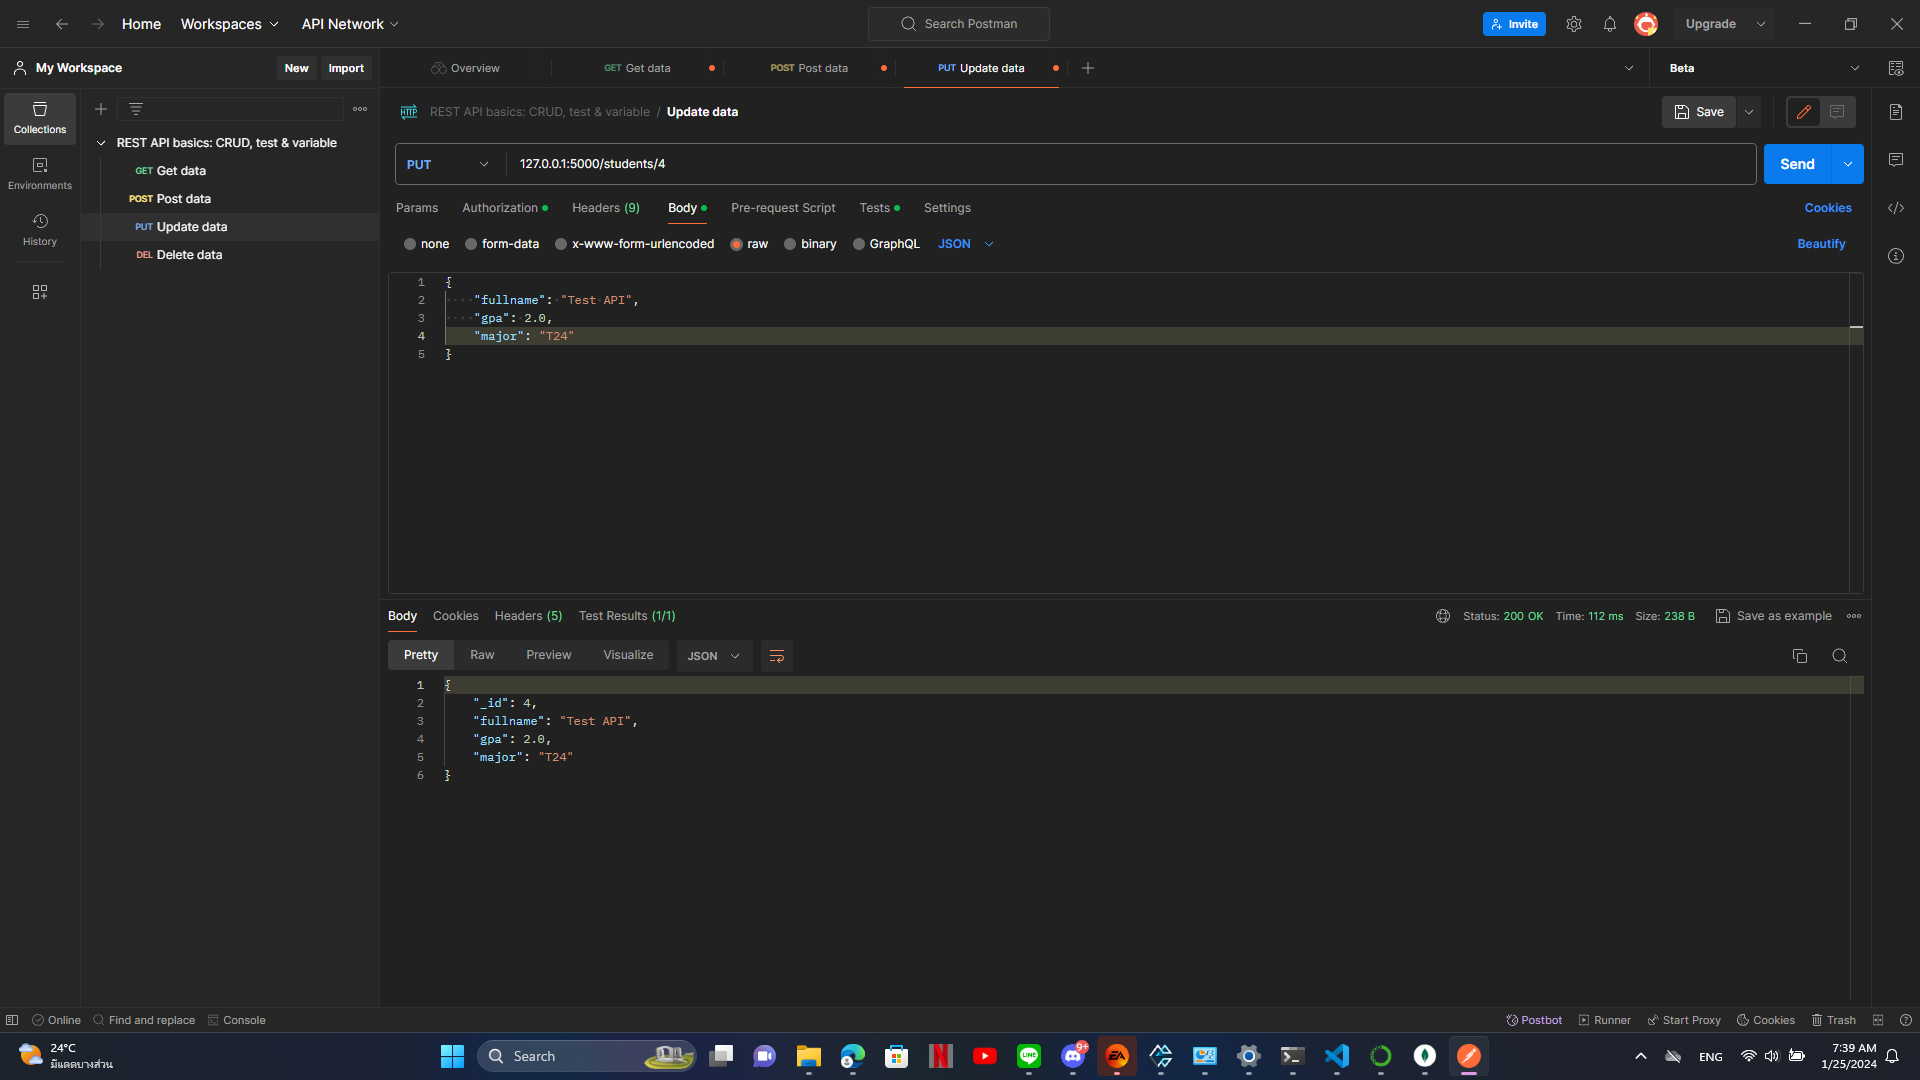 Home Workspaces API Network Search Postman Invite Upgrade
My Workspace New Import Overview GET Get data POST Post data PUT Update data Beta
REST API basics: CRUD, test & variable / Update data Save
Collections
REST API basics: CRUD, test & variable
PUT 127.0.0.1:5000/students/4 Send
GET Get data
Environments
POST Post data
Params Authorization Headers (9) Body Pre-request Script Tests Settings Cookies
PUT Update data
History
none form-data x-www-form-urlencoded raw binary GraphQL JSON Beautify
DEL Delete data
1 {
2 "fullname": "Test API",
3 "gpa": 2.0,
4 "major": "T24"
5 }
Body Cookies Headers (5) Test Results (1/1) Status: 200 OK Time: 112 ms Size: 238 B Save as example
Pretty Raw Preview Visualize JSON
1 {
2 "_id": 4,
3 "fullname": "Test API",
4 "gpa": 2.0,
5 "major": "T24"
6 }
Online Find and replace Console Postbot Runner Start Proxy Cookies Trash
24°C
มีแดดบางส่วน
Search
9+
EA
LINE
ENG
7:39 AM
1/25/2024